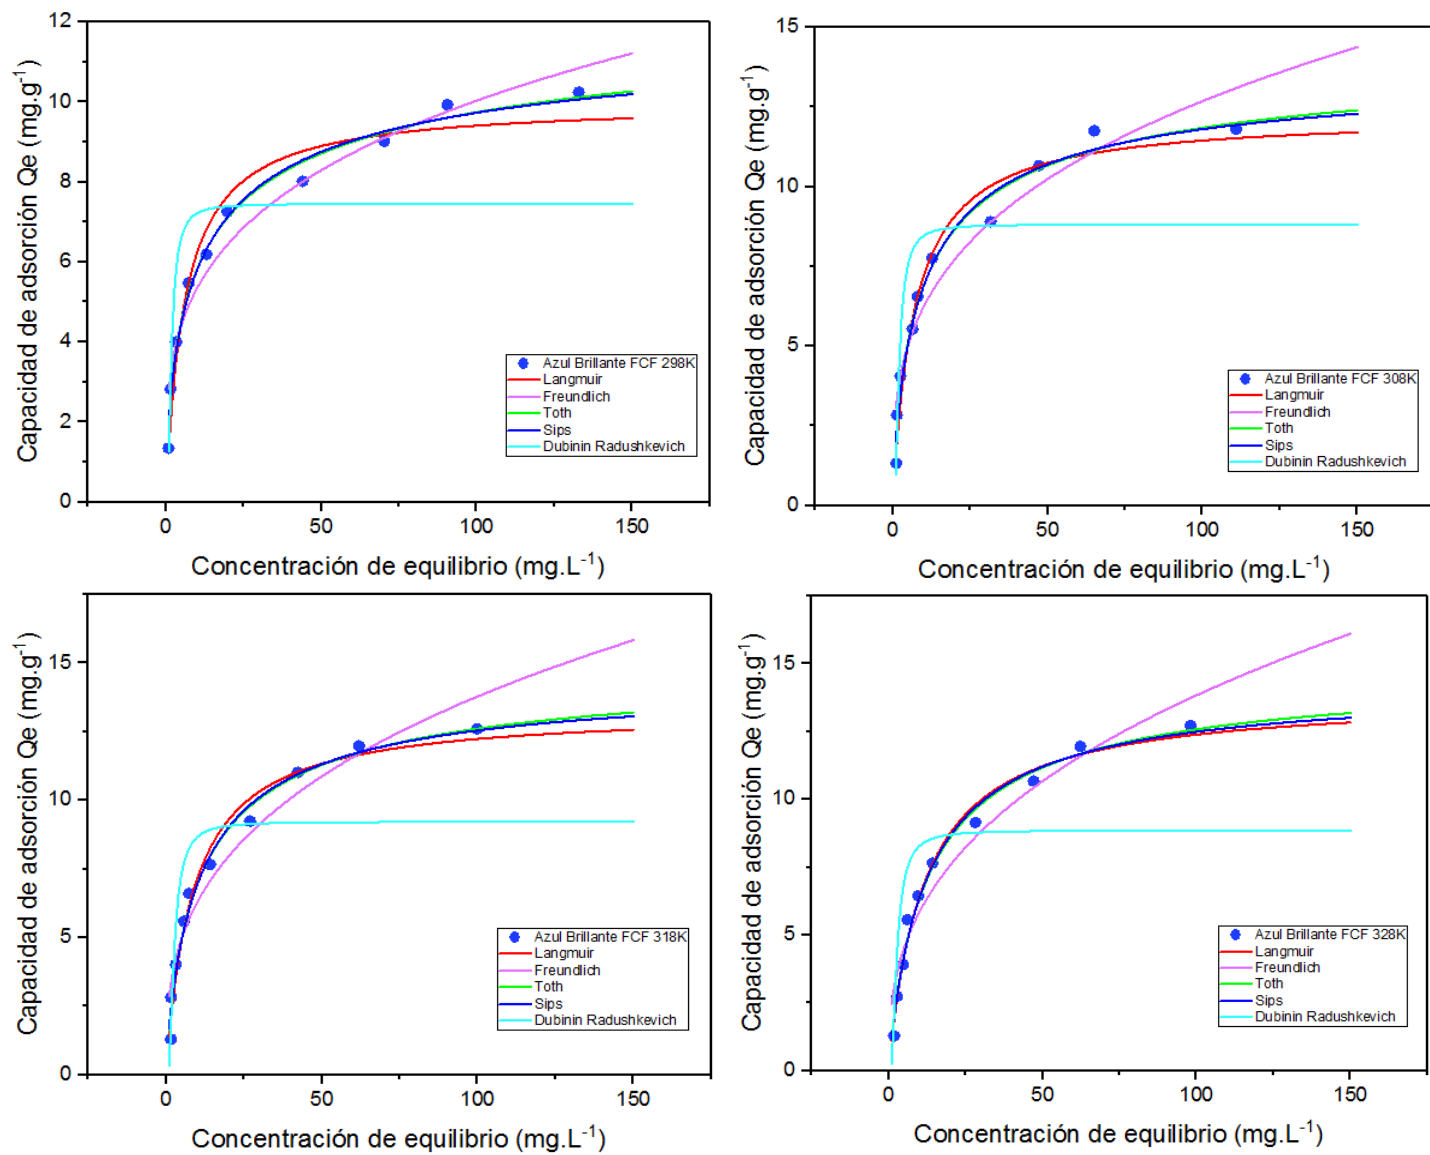 Capacidad de adsorción Qe (mg.g⁻¹)
12
10
8
6
4
2
0
Azul Brillante FCF 298K
Langmuir
Freundlich
Toth
Sips
Dubinin Radushkevich
0
50
100
150
Concentración de equilibrio (mg.L⁻¹)
Capacidad de adsorción Qe (mg.g⁻¹)
15
10
5
0
Azul Brillante FCF 308K
Langmuir
Freundlich
Toth
Sips
Dubinin Radushkevich
0
50
100
150
Concentración de equilibrio (mg.L⁻¹)
Capacidad de adsorción Qe (mg.g⁻¹)
15
10
5
0
Azul Brillante FCF 318K
Langmuir
Freundlich
Toth
Sips
Dubinin Radushkevich
0
50
100
150
Concentración de equilibrio (mg.L⁻¹)
Capacidad de adsorción Qe (mg.g⁻¹)
15
10
5
0
Azul Brillante FCF 328K
Langmuir
Freundlich
Toth
Sips
Dubinin Radushkevich
0
50
100
150
Concentración de equilibrio (mg.L⁻¹)